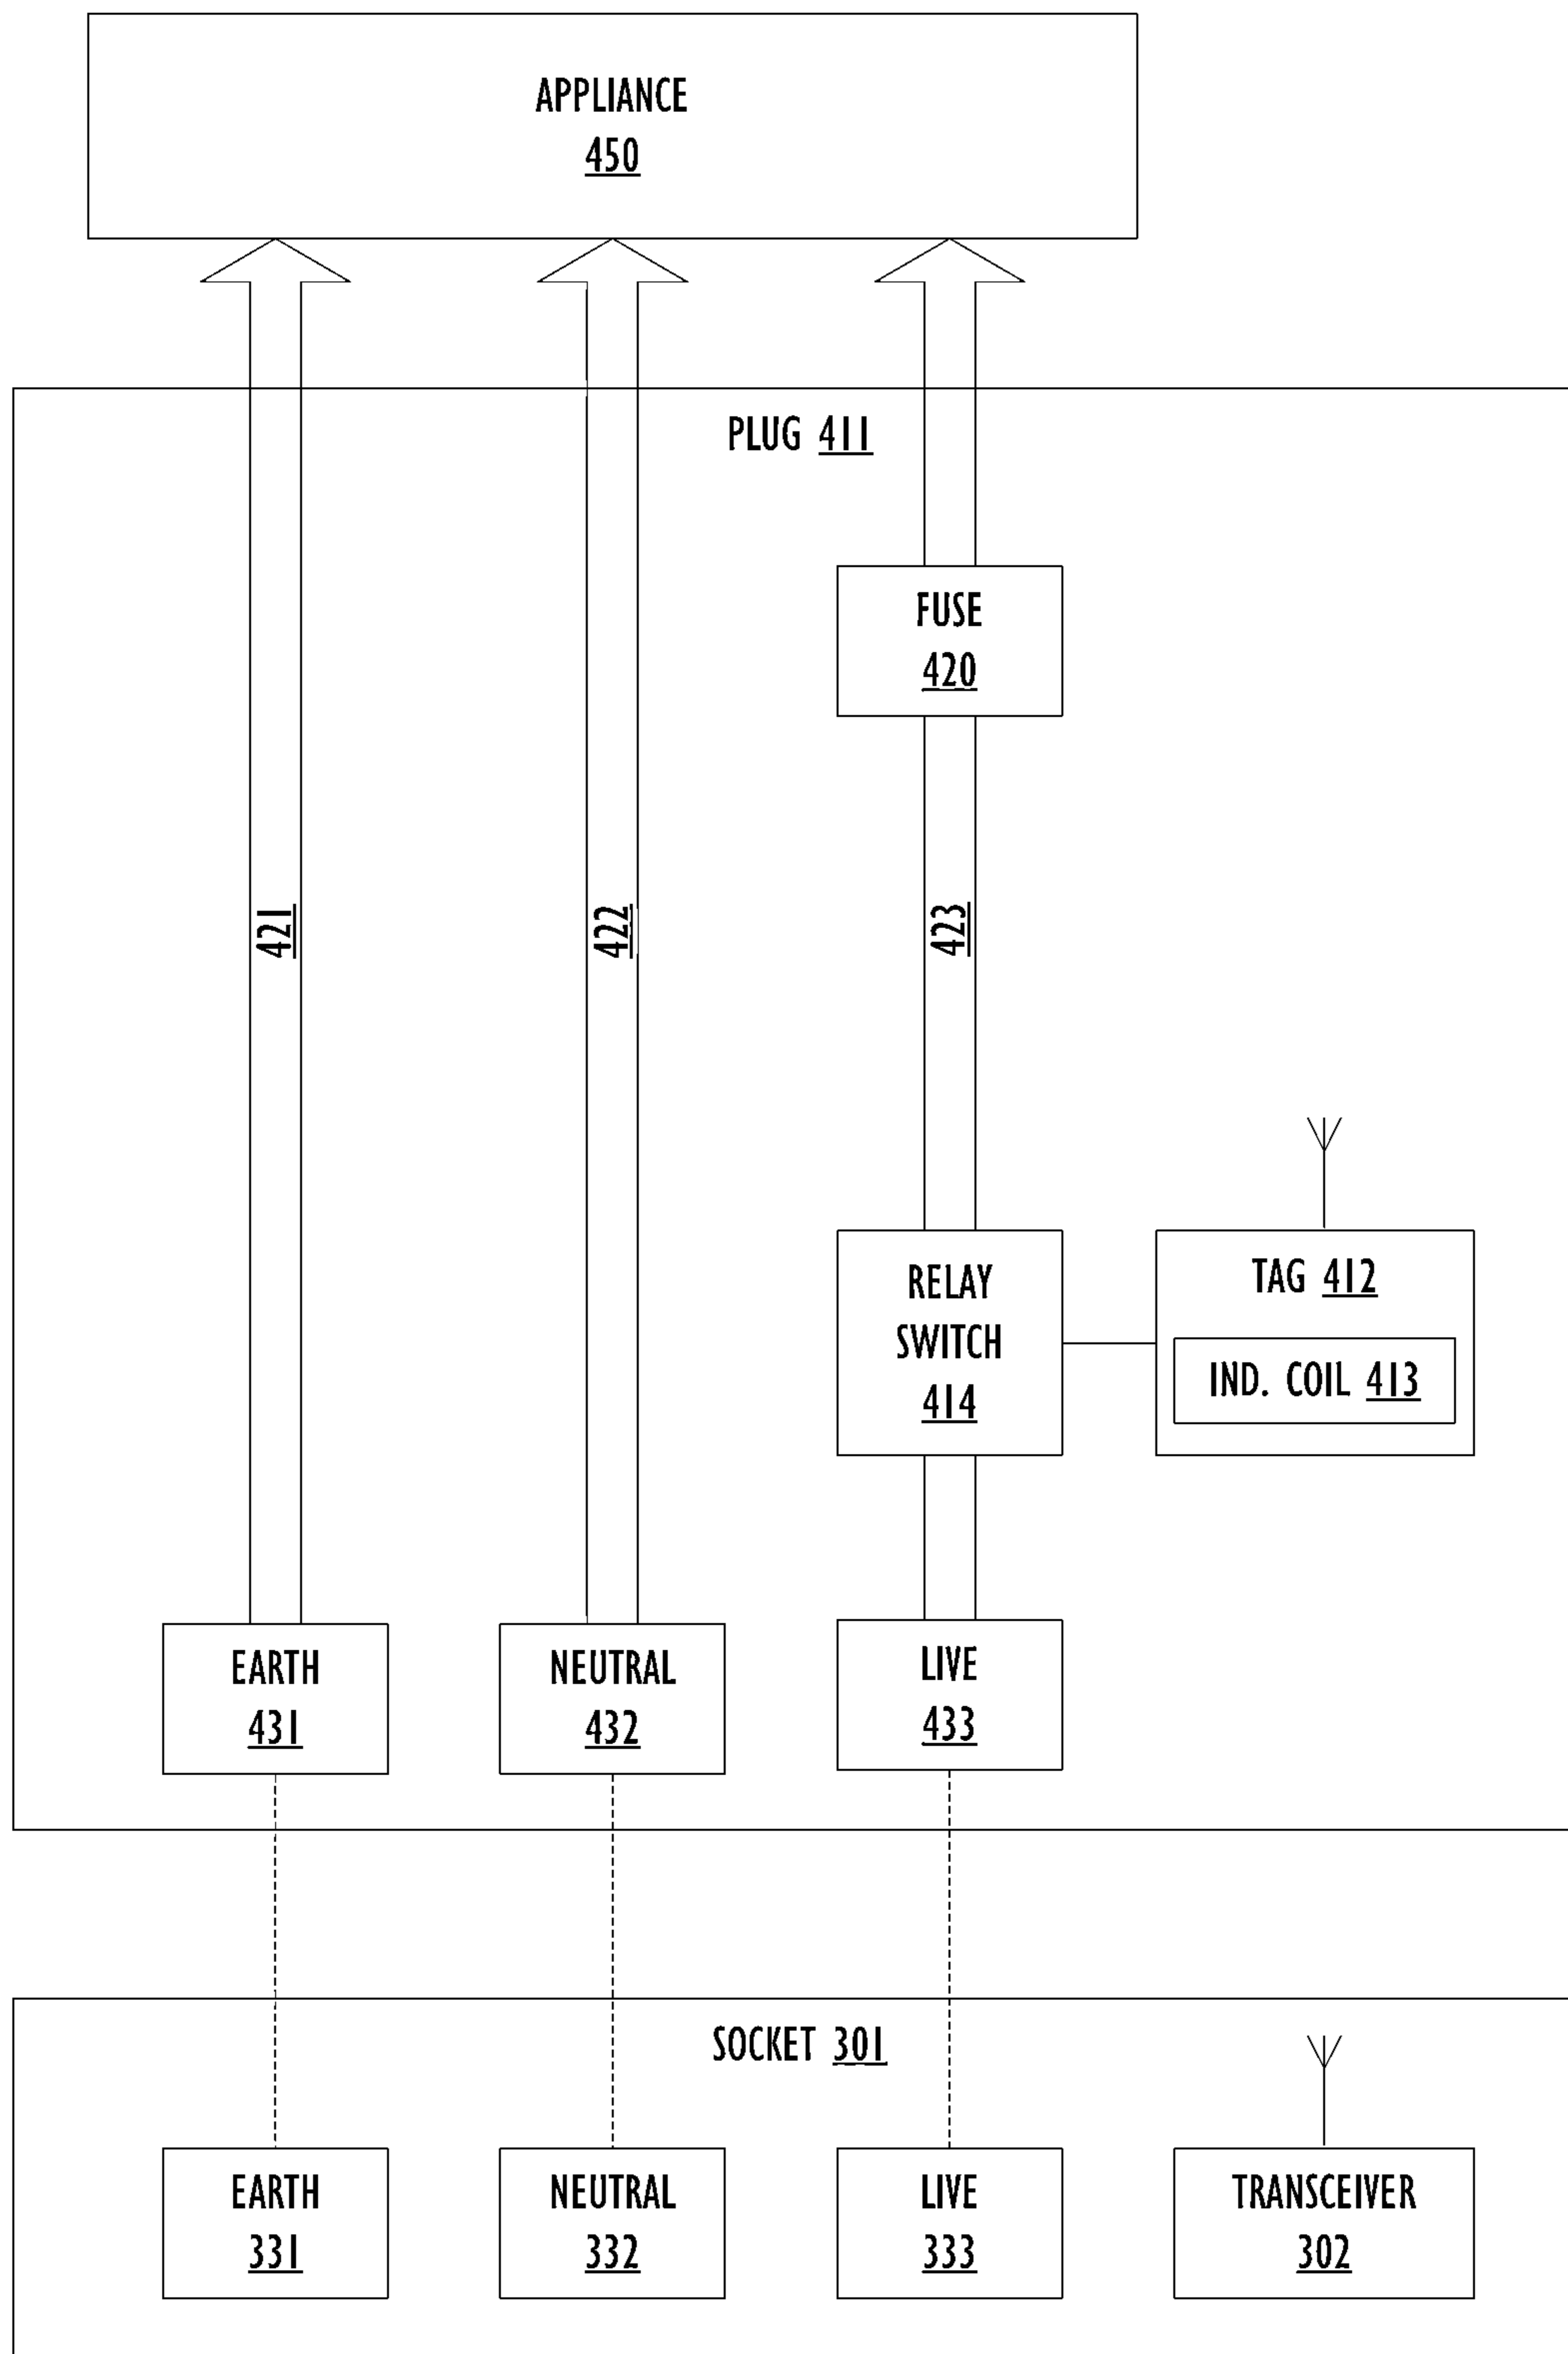 APPLIANCE
450
PLUG 411
FUSE
420
421
422
423
RELAY
SWITCH
414
TAG 412
IND. COIL 413
EARTH
431
NEUTRAL
432
LIVE
433
SOCKET 301
EARTH
331
NEUTRAL
332
LIVE
333
TRANSCEIVER
302